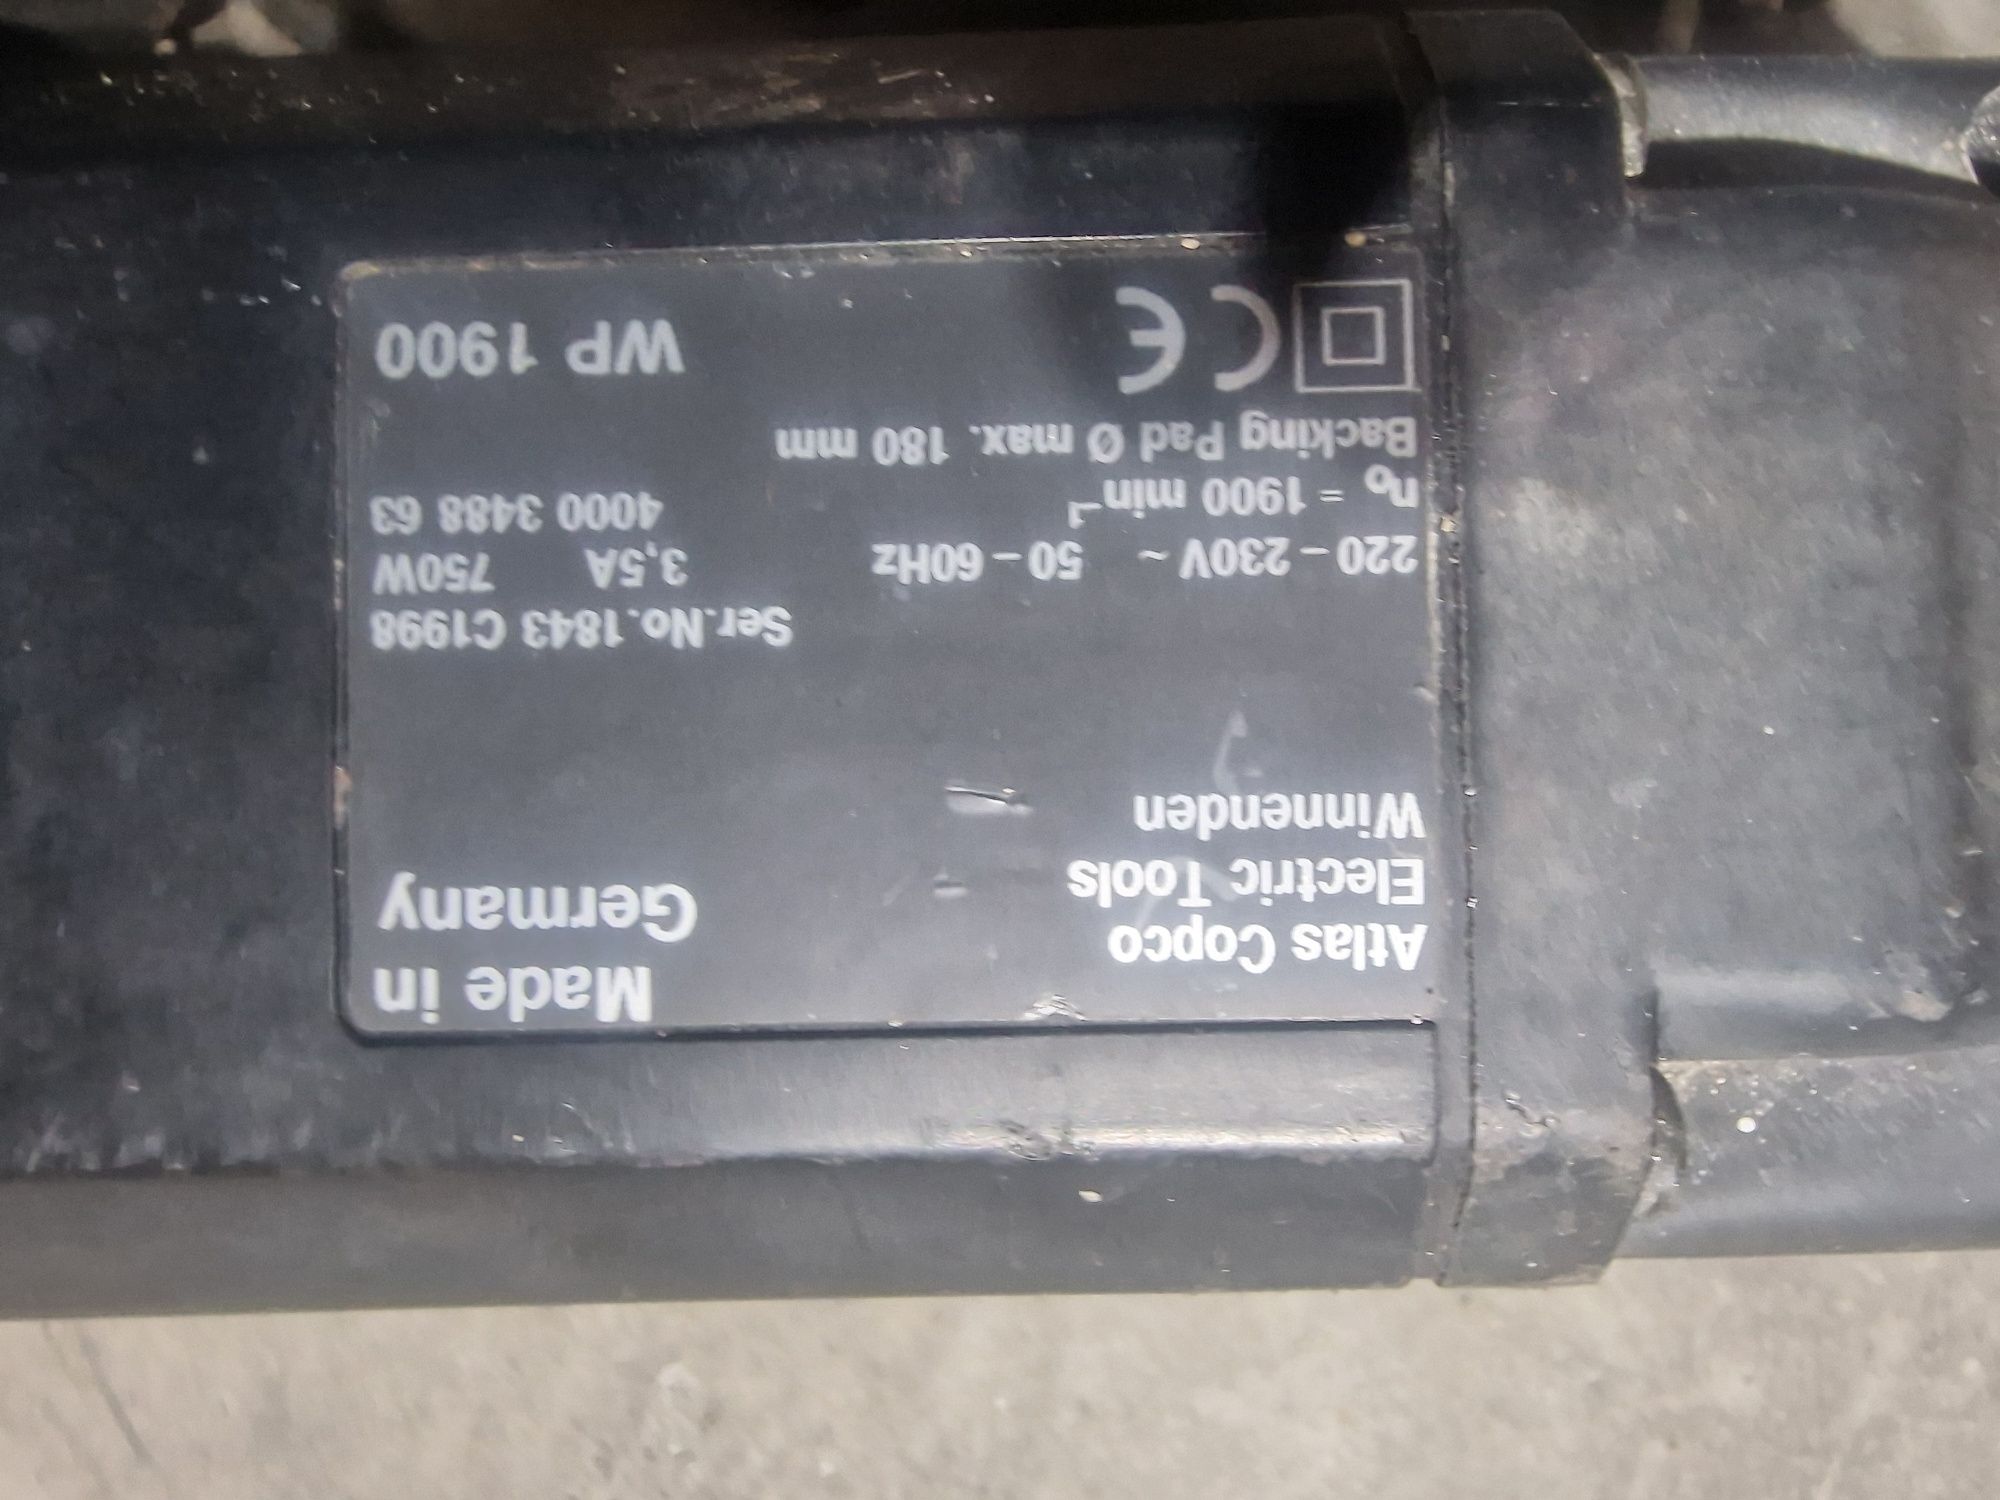 Made in
Germany
Atlas Copco
Electric Tools
Winnenden
Ser.No.1843 C1998
220 – 230V ~ 50 – 60Hz 3,5A 750W
n₀ = 1900 min⁻¹ 4000 3488 63
Backing Pad Ø max. 180 mm
CE WP 1900